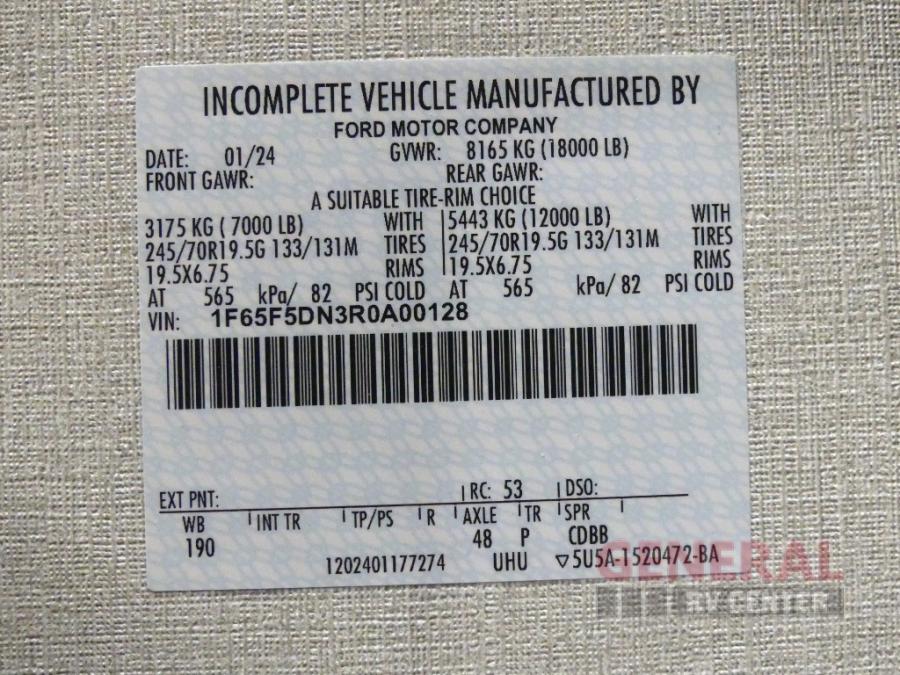 INCOMPLETE VEHICLE MANUFACTURED BY
FORD MOTOR COMPANY
DATE: 01/24 GVWR: 8165 KG (18000 LB)
FRONT GAWR: REAR GAWR:
A SUITABLE TIRE-RIM CHOICE
3175 KG ( 7000 LB) WITH 5443 KG (12000 LB) WITH
245/70R19.5G 133/131M TIRES 245/70R19.5G 133/131M TIRES
19.5X6.75 RIMS 19.5X6.75 RIMS
AT 565 kPa/ 82 PSI COLD AT 565 kPa/ 82 PSI COLD
VIN: 1F65F5DN3R0A00128
EXT PNT: RC: 53 DSO:
WB INT TR TP/PS R AXLE TR SPR
190 48 P CDBB
1202401177274 UHU ▽5U5A-1520472-BA
GENERAL
RV CENTER